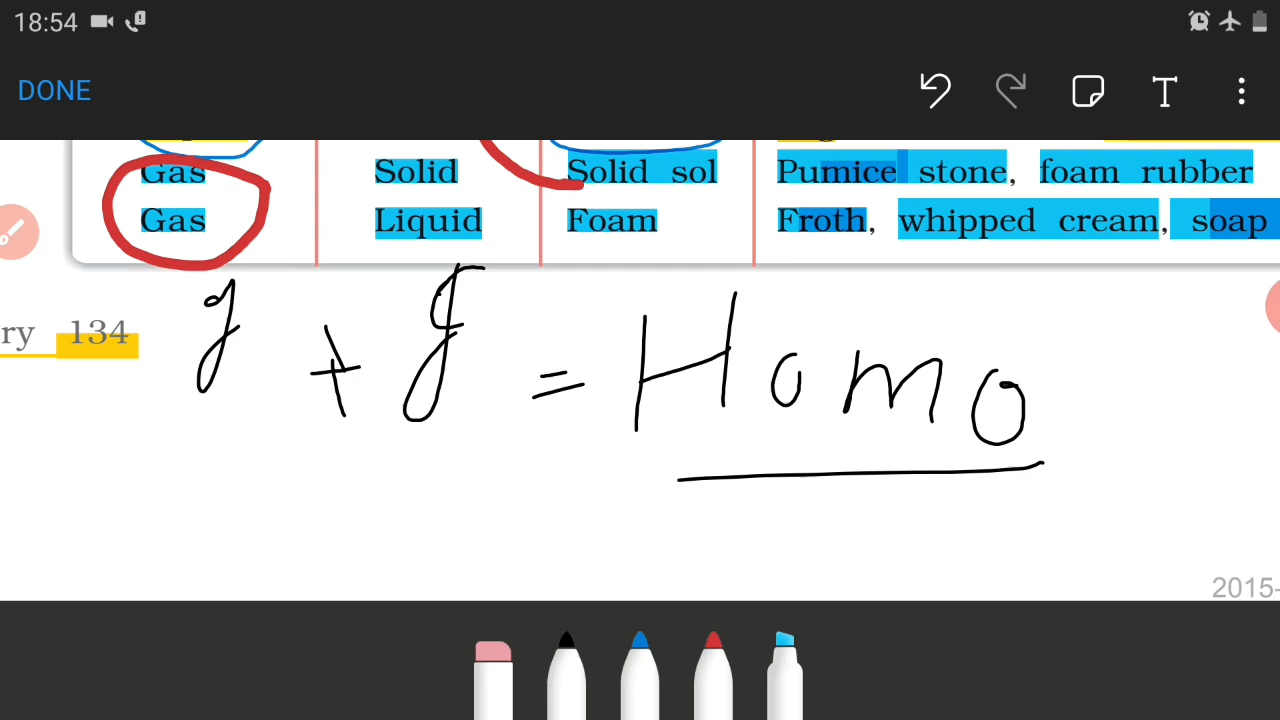 18:54
DONE
T
Gas Solid Solid sol Pumice stone, foam rubber
Gas Liquid Foam Froth, whipped cream, soap
ry 134
g + g = Homo
2015-